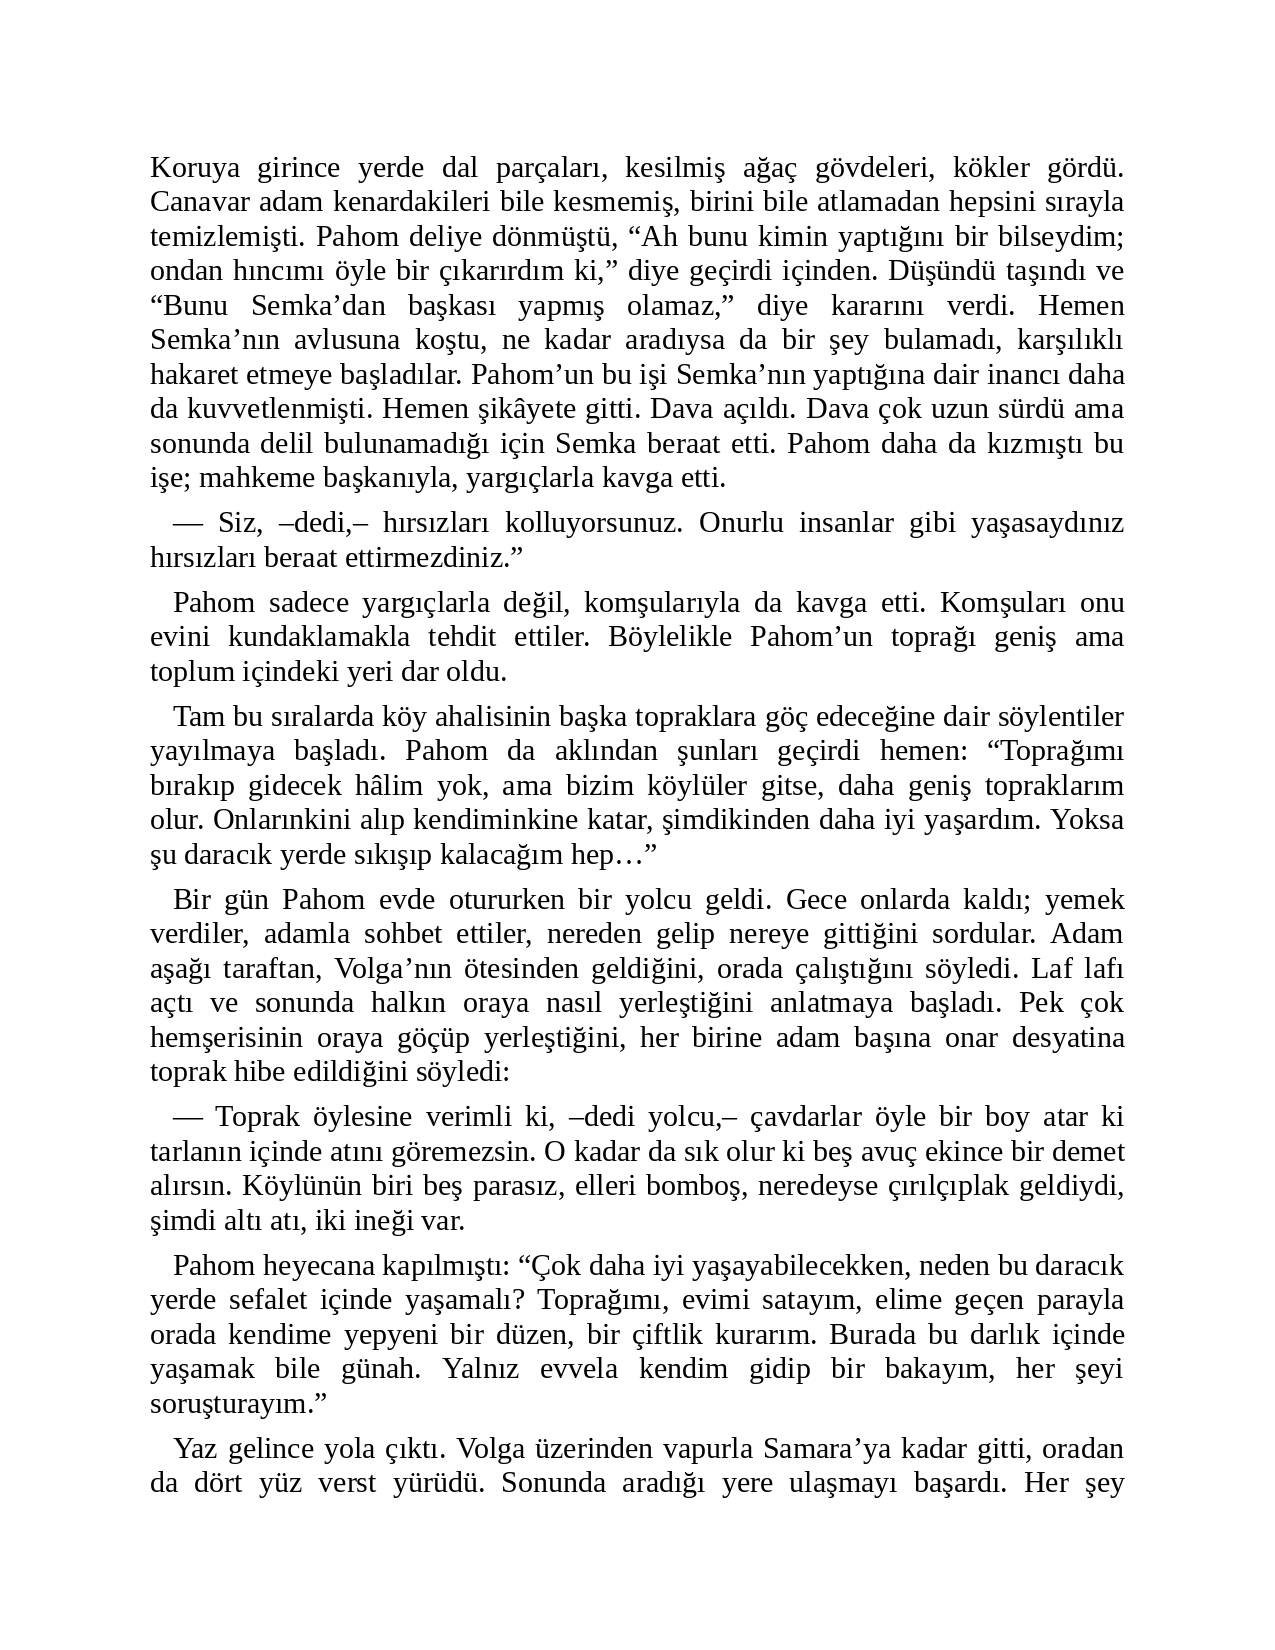 Koruya girince yerde dal parçaları, kesilmiş ağaç gövdeleri, kökler gördü.
Canavar adam kenardakileri bile kesmemiş, birini bile atlamadan hepsini sırayla
temizlemişti. Pahom deliye dönmüştü, “Ah bunu kimin yaptığını bir bilseydim;
ondan hıncımı öyle bir çıkarırdım ki,” diye geçirdi içinden. Düşündü taşındı ve
“Bunu Semka’dan başkası yapmış olamaz,” diye kararını verdi. Hemen
Semka’nın avlusuna koştu, ne kadar aradıysa da bir şey bulamadı, karşılıklı
hakaret etmeye başladılar. Pahom’un bu işi Semka’nın yaptığına dair inancı daha
da kuvvetlenmişti. Hemen şikâyete gitti. Dava açıldı. Dava çok uzun sürdü ama
sonunda delil bulunamadığı için Semka beraat etti. Pahom daha da kızmıştı bu
işe; mahkeme başkanıyla, yargıçlarla kavga etti.
— Siz, –dedi,– hırsızları kolluyorsunuz. Onurlu insanlar gibi yaşasaydınız
hırsızları beraat ettirmezdiniz.”
Pahom sadece yargıçlarla değil, komşularıyla da kavga etti. Komşuları onu
evini kundaklamakla tehdit ettiler. Böylelikle Pahom’un toprağı geniş ama
toplum içindeki yeri dar oldu.
Tam bu sıralarda köy ahalisinin başka topraklara göç edeceğine dair söylentiler
yayılmaya başladı. Pahom da aklından şunları geçirdi hemen: “Toprağımı
bırakıp gidecek hâlim yok, ama bizim köylüler gitse, daha geniş topraklarım
olur. Onlarınkini alıp kendiminkine katar, şimdikinden daha iyi yaşardım. Yoksa
şu daracık yerde sıkışıp kalacağım hep…”
Bir gün Pahom evde otururken bir yolcu geldi. Gece onlarda kaldı; yemek
verdiler, adamla sohbet ettiler, nereden gelip nereye gittiğini sordular. Adam
aşağı taraftan, Volga’nın ötesinden geldiğini, orada çalıştığını söyledi. Laf lafı
açtı ve sonunda halkın oraya nasıl yerleştiğini anlatmaya başladı. Pek çok
hemşerisinin oraya göçüp yerleştiğini, her birine adam başına onar desyatina
toprak hibe edildiğini söyledi:
— Toprak öylesine verimli ki, –dedi yolcu,– çavdarlar öyle bir boy atar ki
tarlanın içinde atını göremezsin. O kadar da sık olur ki beş avuç ekince bir demet
alırsın. Köylünün biri beş parasız, elleri bomboş, neredeyse çırılçıplak geldiydi,
şimdi altı atı, iki ineği var.
Pahom heyecana kapılmıştı: “Çok daha iyi yaşayabilecekken, neden bu daracık
yerde sefalet içinde yaşamalı? Toprağımı, evimi satayım, elime geçen parayla
orada kendime yepyeni bir düzen, bir çiftlik kurarım. Burada bu darlık içinde
yaşamak bile günah. Yalnız evvela kendim gidip bir bakayım, her şeyi
soruşturayım.”
Yaz gelince yola çıktı. Volga üzerinden vapurla Samara’ya kadar gitti, oradan
da dört yüz verst yürüdü. Sonunda aradığı yere ulaşmayı başardı. Her şey